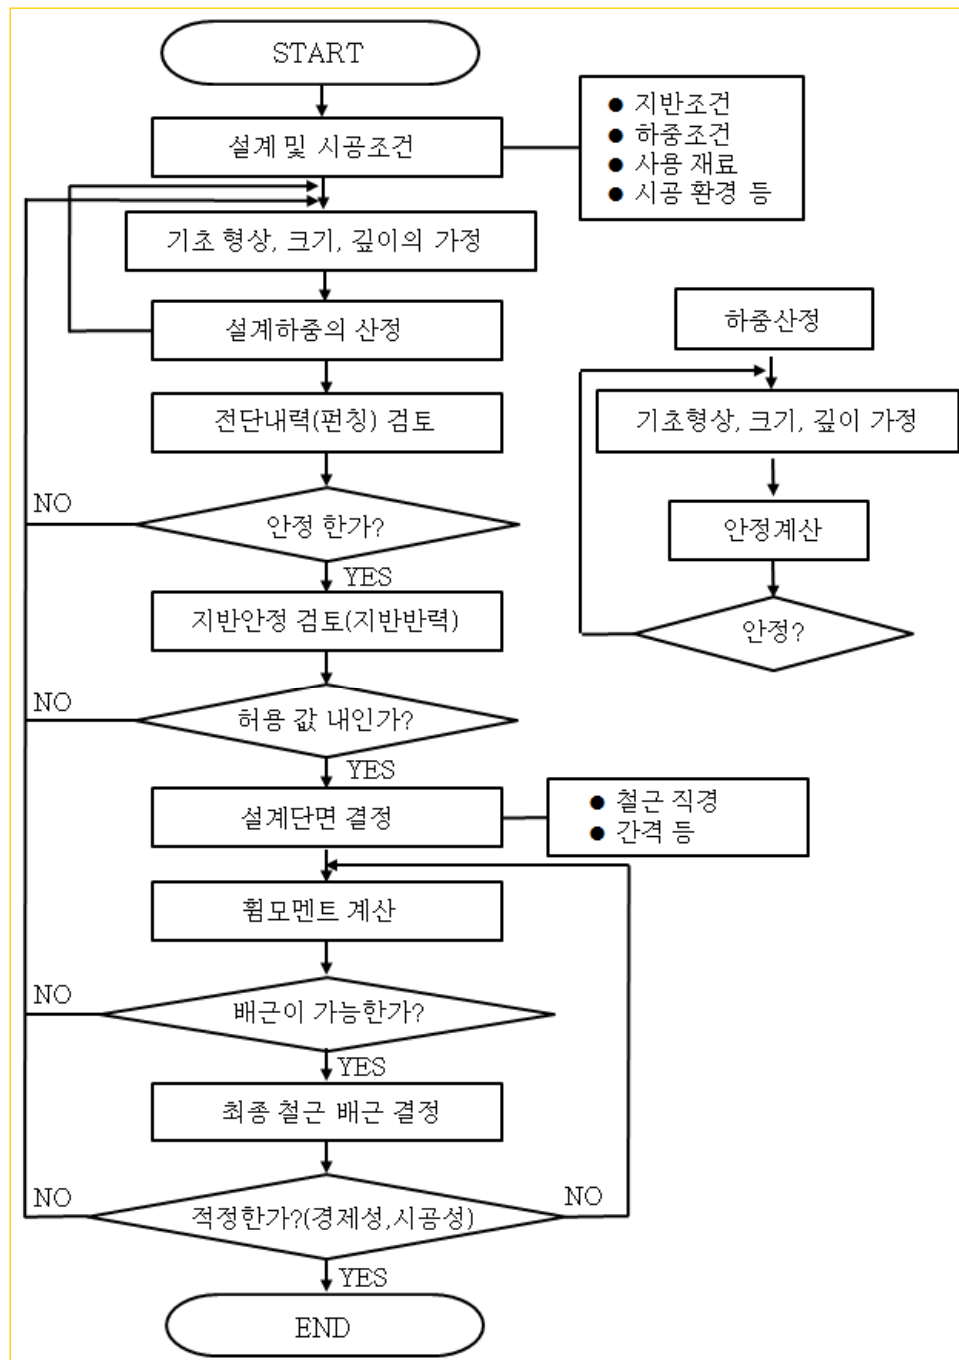 START
설계 및 시공조건
● 지반조건
● 하중조건
● 사용 재료
● 시공 환경 등
기초 형상, 크기, 깊이의 가정
설계하중의 산정
전단내력(펀칭) 검토
NO
안정 한가?
YES
지반안정 검토(지반반력)
NO
허용 값 내인가?
YES
설계단면 결정
● 철근 직경
● 간격 등
휨모멘트 계산
NO
배근이 가능한가?
YES
최종 철근 배근 결정
NO
적정한가?(경제성,시공성)
NO
YES
END
하중산정
기초형상, 크기, 깊이 가정
안정계산
안정?